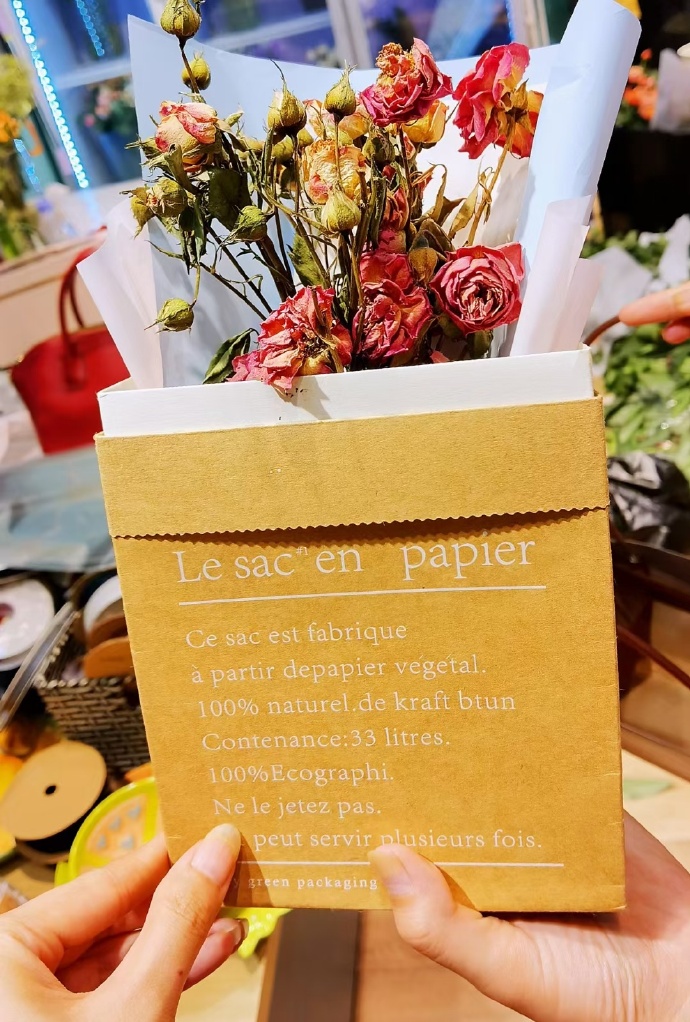 Le sac en papier
Ce sac est fabrique
à partir depapier végétal.
100% naturel.de kraft btun
Contenance:33 litres.
100%Ecographi.
Ne le jetez pas.
peut servir plusieurs fois.
green packaging